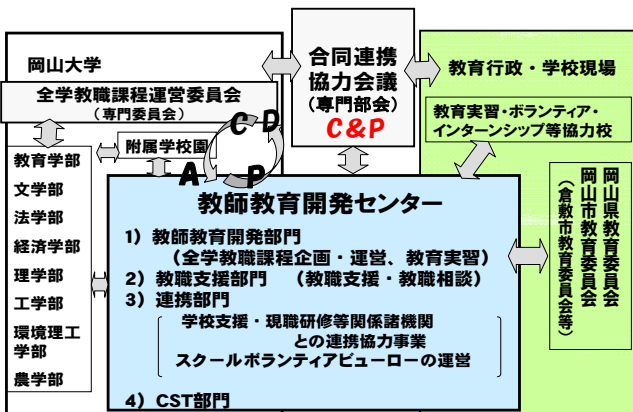 岡山大学
全学教職課程運営委員会
（専門委員会）
合同連携
協力会議
（専門部会）
C&P
教育行政・学校現場
教育実習・ボランティア・
インターンシップ等協力校
附属学校園
C
D
A
P
教育学部
文学部
法学部
経済学部
理学部
工学部
環境理工
学部
農学部
教師教育開発センター
1）教師教育開発部門
（全学教職課程企画・運営、教育実習）
2）教職支援部門　（教職支援・教職相談）
3）連携部門
学校支援・現職研修等関係諸機関
との連携協力事業
スクールボランティアビューローの運営
4）CST部門
岡山県教育委員会
岡山市教育委員会
（倉敷市教育委員会等）